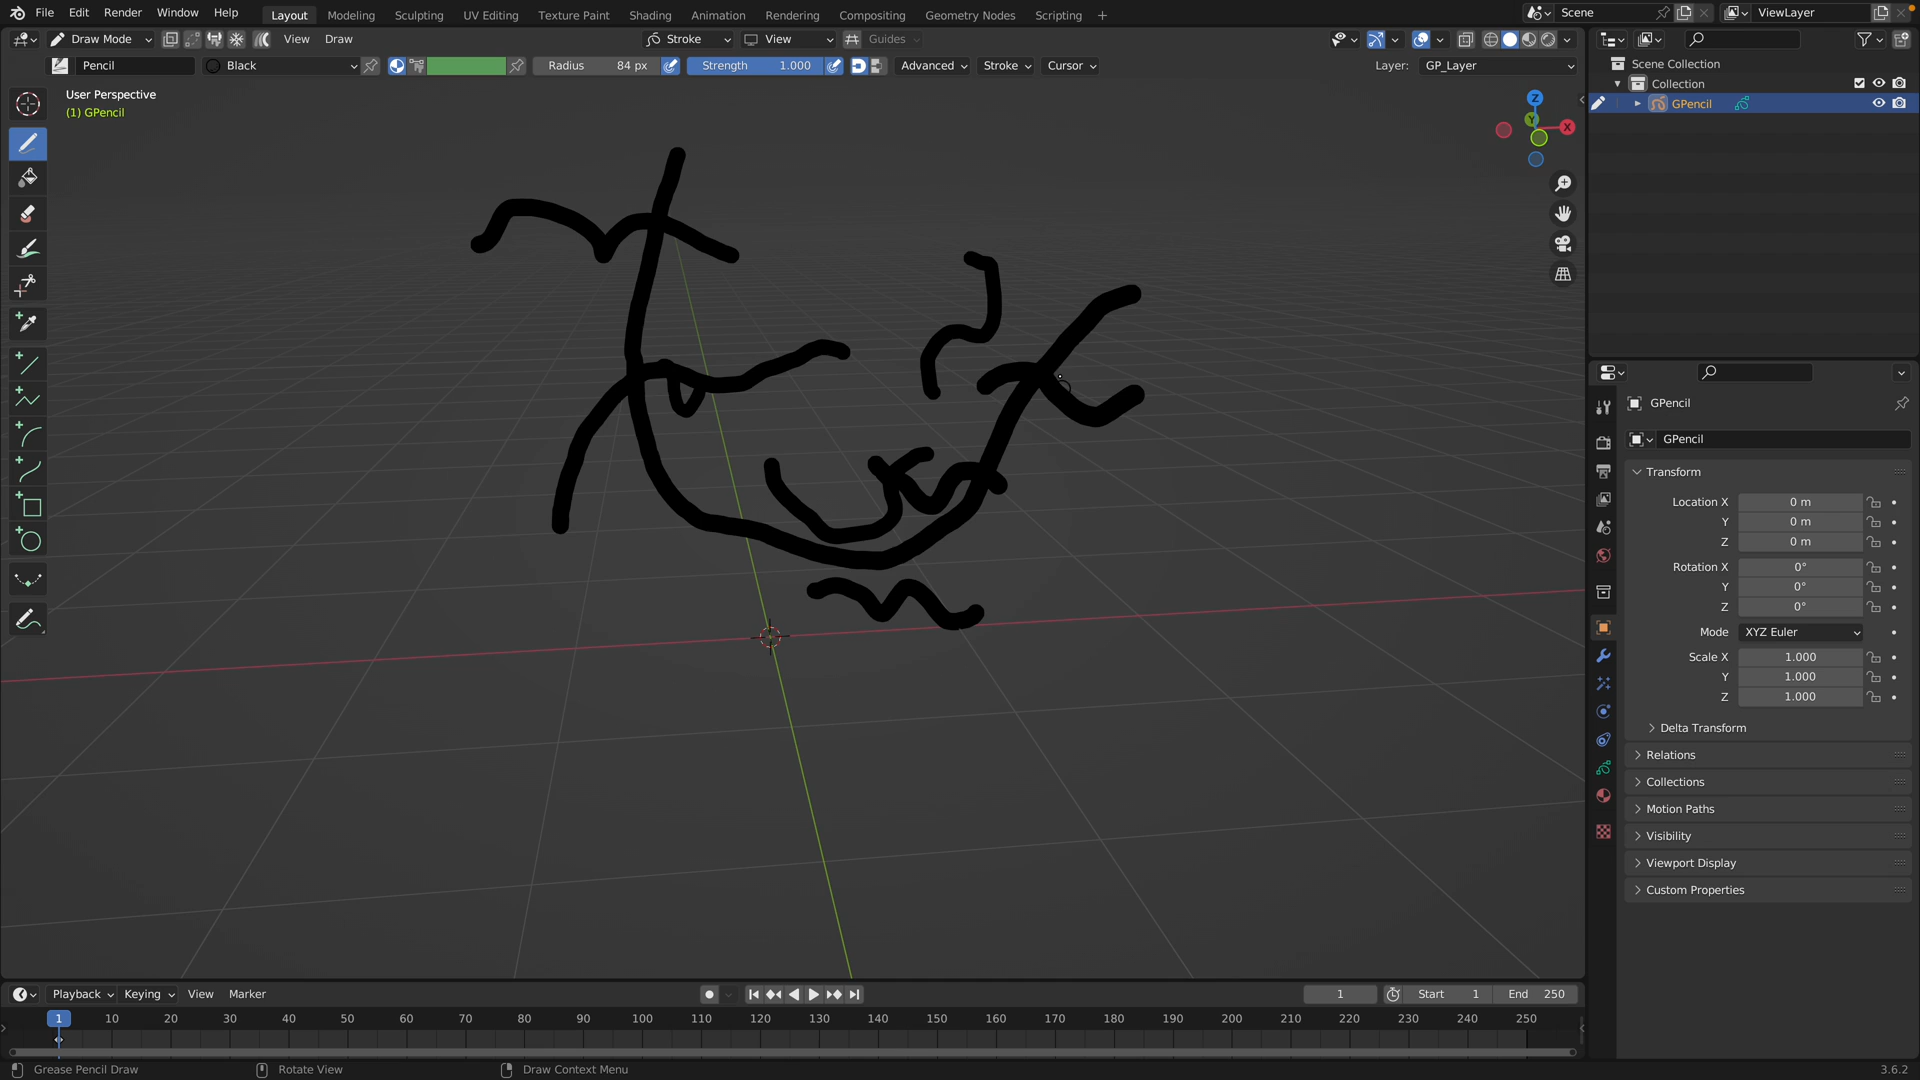 File Edit Render Window Help Layout Modeling Sculpting UV Editing Texture Paint Shading Animation Rendering Compositing Geometry Nodes Scripting + Scene ViewLayer
Draw Mode View Draw Stroke View Guides
Pencil Black Radius 84 px Strength 1.000 Advanced Stroke Cursor Layer: GP_Layer
User Perspective
(1) GPencil
Z
Y
X
Scene Collection
Collection
GPencil
GPencil
GPencil
Transform
Location X 0 m
Y 0 m
Z 0 m
Rotation X 0°
Y 0°
Z 0°
Mode XYZ Euler
Scale X 1.000
Y 1.000
Z 1.000
Delta Transform
Relations
Collections
Motion Paths
Visibility
Viewport Display
Custom Properties
Playback Keying View Marker 1 Start 1 End 250
1 10 20 30 40 50 60 70 80 90 100 110 120 130 140 150 160 170 180 190 200 210 220 230 240 250
Grease Pencil Draw Rotate View Draw Context Menu 3.6.2